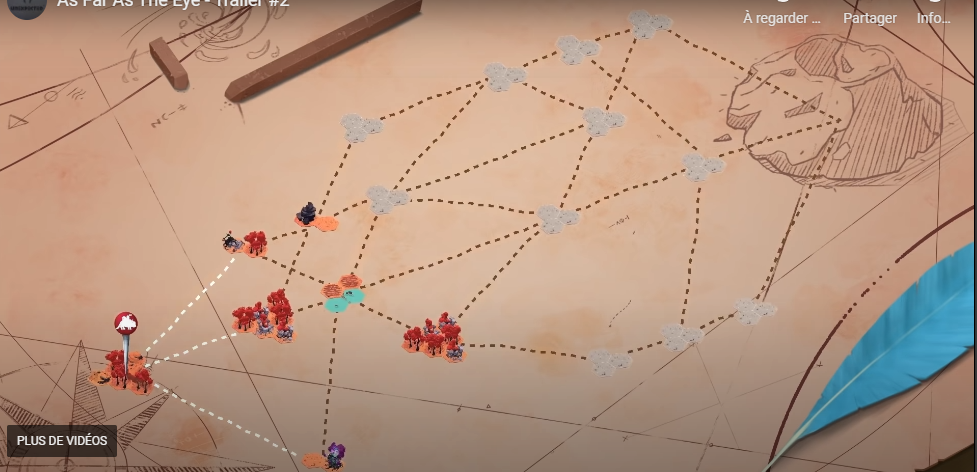 As Far As The Eye - Trailer #2
À regarder ...
Partager
Info...
PLUS DE VIDÉOS